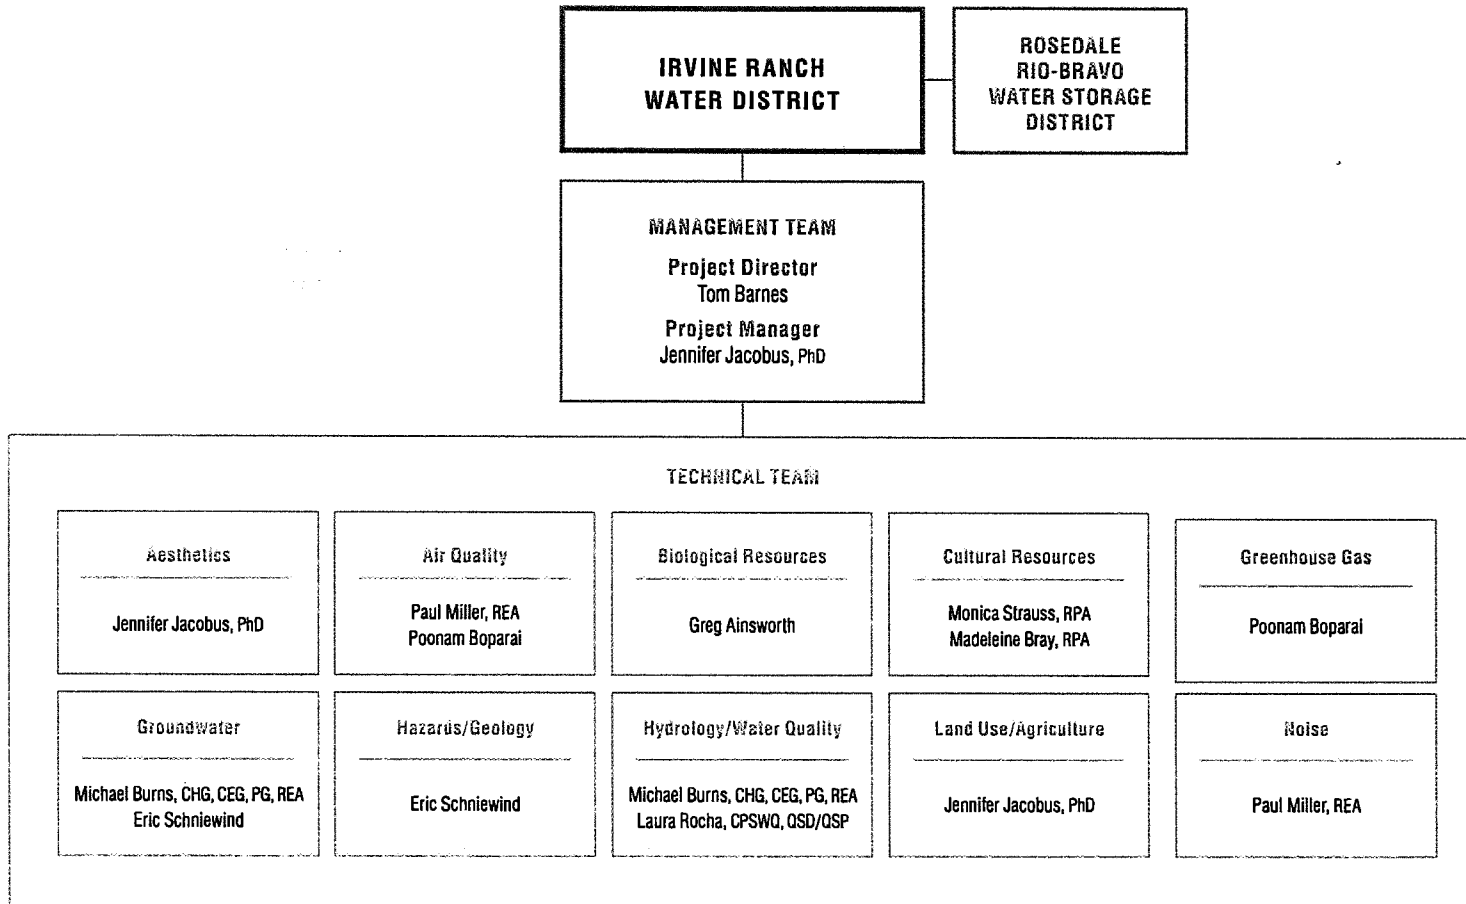 IRVINE RANCH
WATER DISTRICT
ROSEDALE
RIO-BRAVO
WATER STORAGE
DISTRICT
MANAGEMENT TEAM
Project Director
Tom Barnes
Project Manager
Jennifer Jacobus, PhD
TECHNICAL TEAM
Aesthetics
Jennifer Jacobus, PhD
Air Quality
Paul Miller, REA
Poonam Boparai
Biological Resources
Greg Ainsworth
Cultural Resources
Monica Strauss, RPA
Madeleine Bray, RPA
Greenhouse Gas
Poonam Boparai
Groundwater
Michael Burns, CHG, CEG, PG, REA
Eric Schniewind
Hazards/Geology
Eric Schniewind
Hydrology/Water Quality
Michael Burns, CHG, CEG, PG, REA
Laura Rocha, CPSWQ, QSD/QSP
Land Use/Agriculture
Jennifer Jacobus, PhD
Noise
Paul Miller, REA